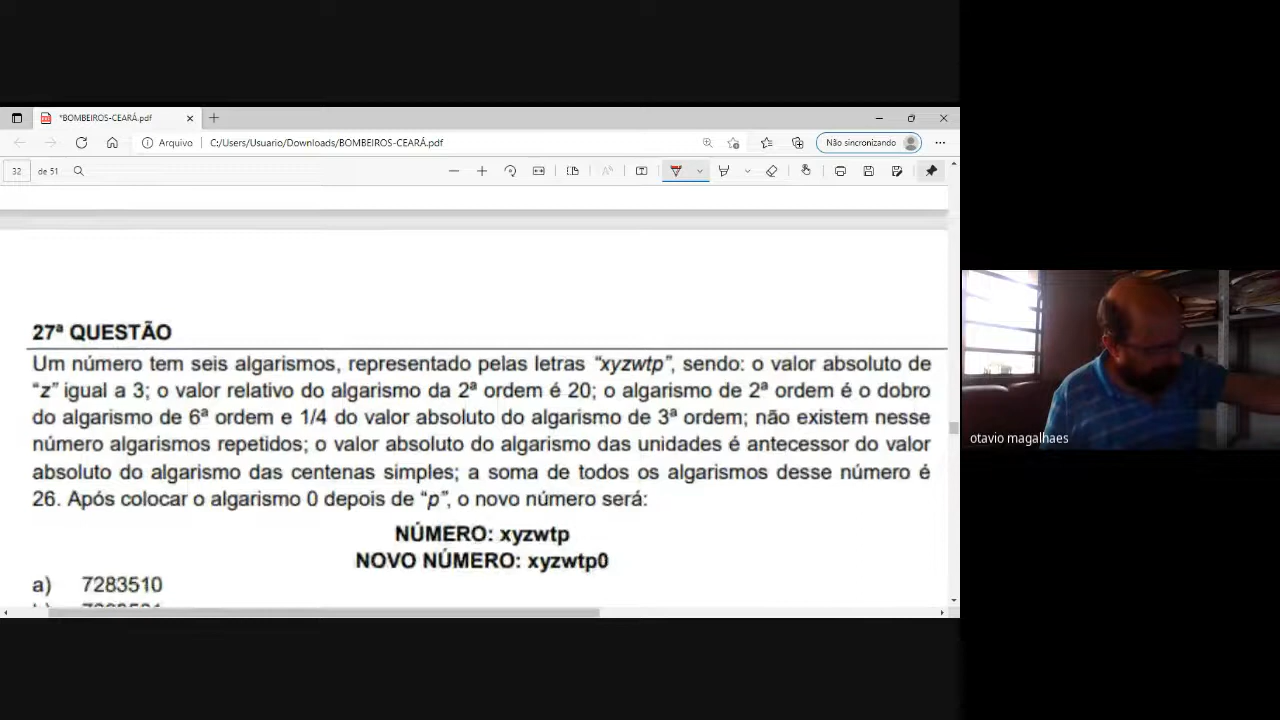 *BOMBEIROS-CEARÁ.pdf
Arquivo C:/Users/Usuario/Downloads/BOMBEIROS-CEARÁ.pdf Não sincronizando
32 de 51
27ª QUESTÃO
Um número tem seis algarismos, representado pelas letras “xyzwtp”, sendo: o valor absoluto de
“z” igual a 3; o valor relativo do algarismo da 2ª ordem é 20; o algarismo de 2ª ordem é o dobro
do algarismo de 6ª ordem e 1/4 do valor absoluto do algarismo de 3ª ordem; não existem nesse
número algarismos repetidos; o valor absoluto do algarismo das unidades é antecessor do valor
absoluto do algarismo das centenas simples; a soma de todos os algarismos desse número é
26. Após colocar o algarismo 0 depois de “p”, o novo número será:
NÚMERO: xyzwtp
NOVO NÚMERO: xyzwtp0
a) 7283510
otavio magalhaes